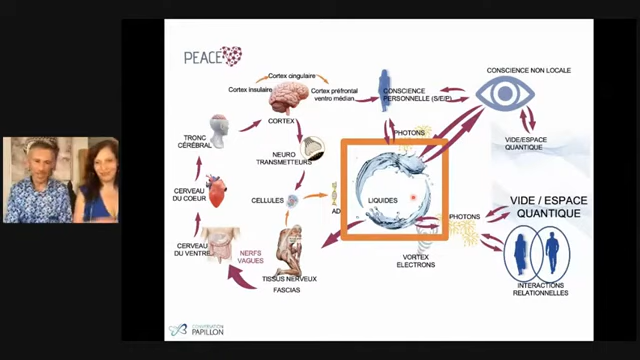 PEACE
Cortex cingulaire
Cortex insulaire
Cortex préfrontal
ventro médian
CORTEX
TRONC
CÉRÉBRAL
NEURO
TRANSMETTEURS
CERVEAU
DU COEUR
CELLULES
AD
CERVEAU
DU VENTRE
NERFS
VAGUES
TISSUS NERVEUX
FASCIAS
CONSCIENCE
PERSONNELLE (S/E/P)
CONSCIENCE NON LOCALE
PHOTONS
VIDE/ESPACE
QUANTIQUE
LIQUIDES
PHOTONS
VIDE / ESPACE
QUANTIQUE
VORTEX
ELECTRONS
INTERACTIONS
RELATIONNELLES
PAPILLON